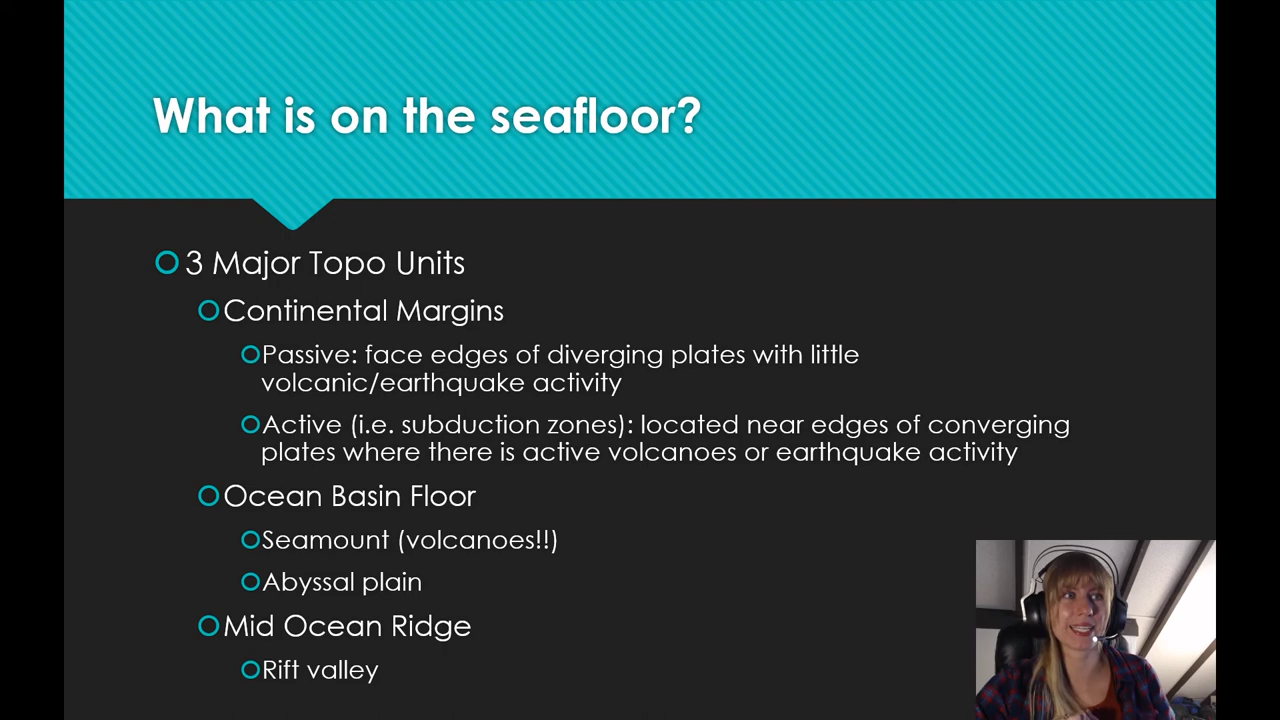 What is on the seafloor?
3 Major Topo Units
Continental Margins
Passive: face edges of diverging plates with little
volcanic/earthquake activity
Active (i.e. subduction zones): located near edges of converging
plates where there is active volcanoes or earthquake activity
Ocean Basin Floor
Seamount (volcanoes!!)
Abyssal plain
Mid Ocean Ridge
Rift valley